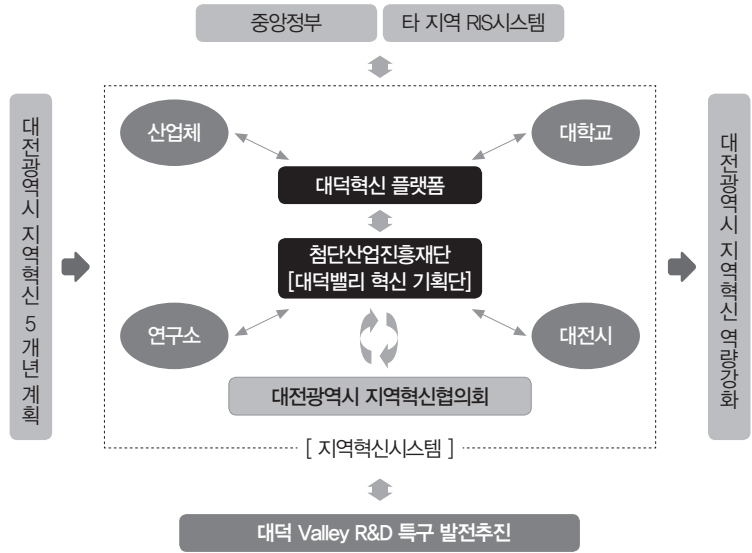 중앙정부
타 지역 RIS시스템
대전광역시 지역혁신 5개년 계획
산업체
대학교
대덕혁신 플랫폼
첨단산업진흥재단
[대덕밸리 혁신 기획단]
연구소
대전시
대전광역시 지역혁신협의회
[ 지역혁신시스템 ]
대전광역시 지역혁신 역량강화
대덕 Valley R&D 특구 발전추진